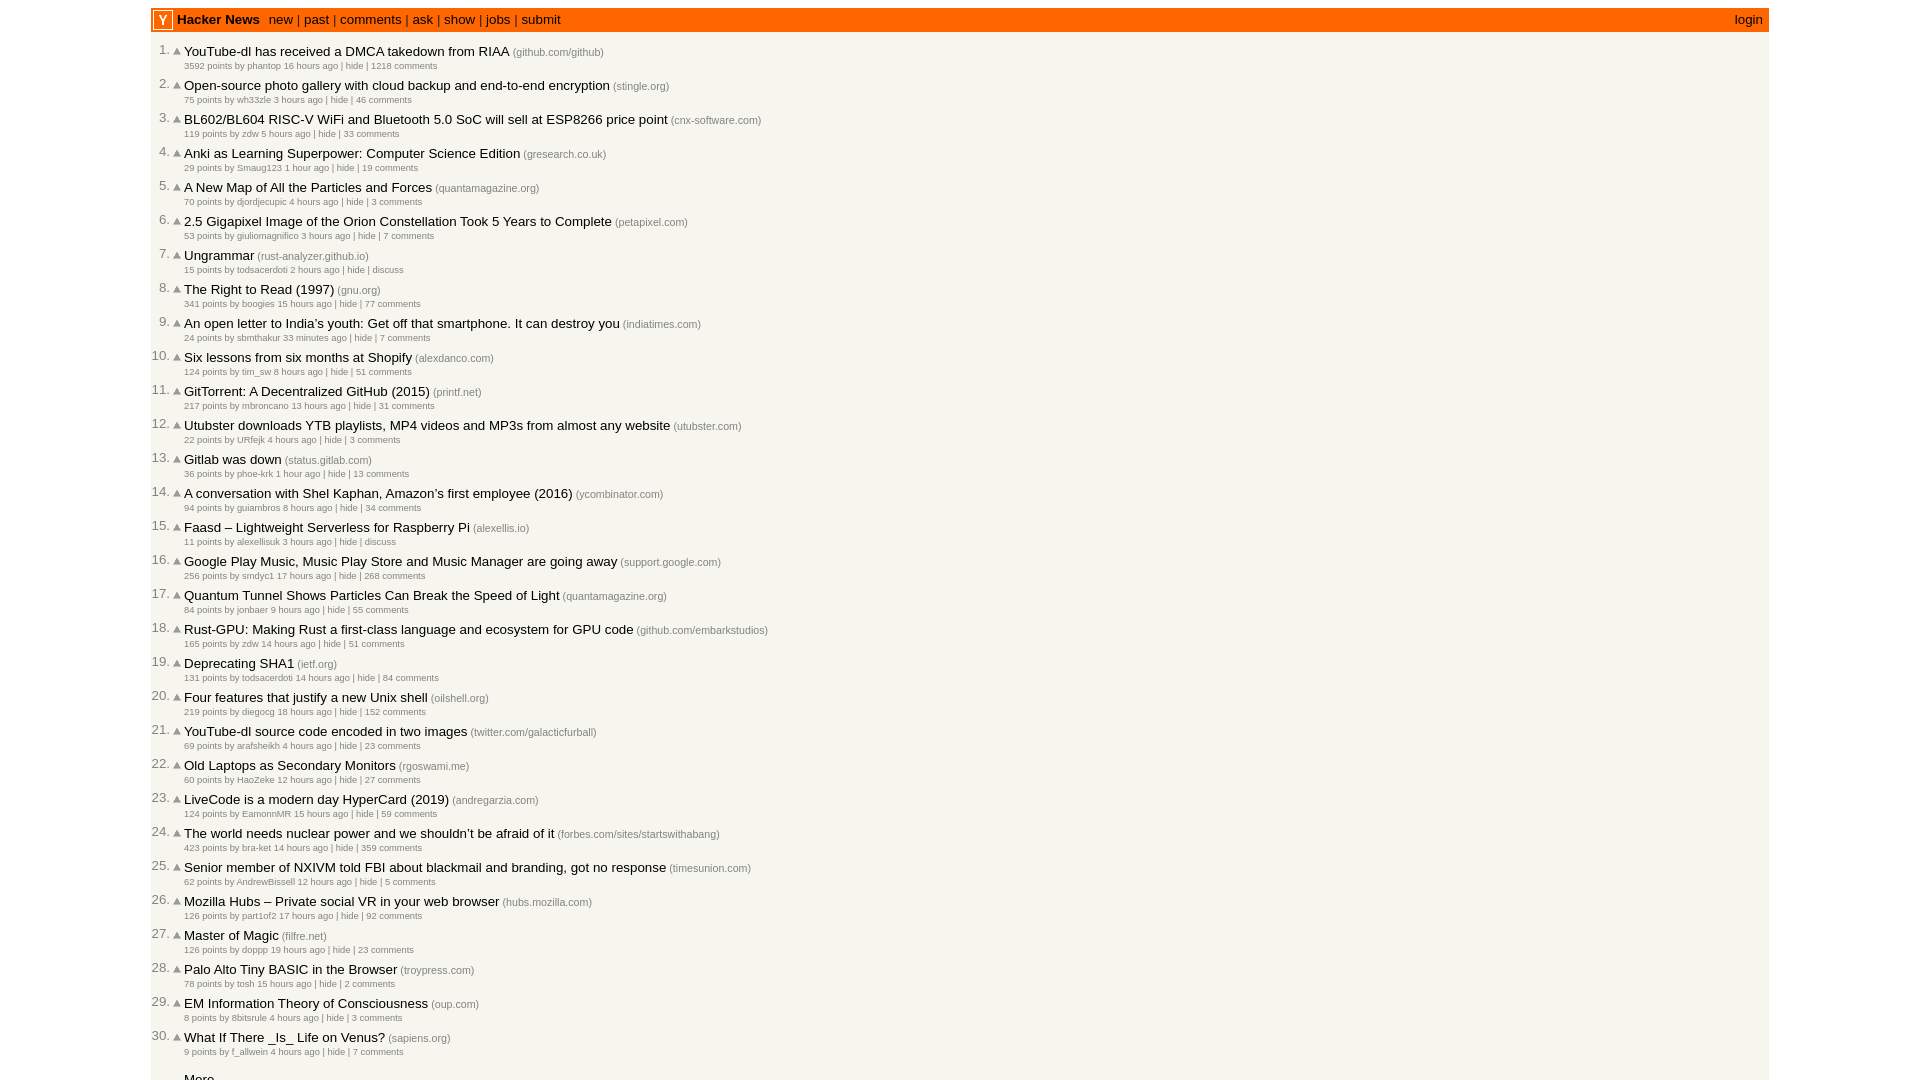 Y Hacker News new | past | comments | ask | show | jobs | submit login
1. YouTube-dl has received a DMCA takedown from RIAA (github.com/github)
3592 points by phantop 16 hours ago | hide | 1218 comments
2. Open-source photo gallery with cloud backup and end-to-end encryption (stingle.org)
75 points by wh33zle 3 hours ago | hide | 46 comments
3. BL602/BL604 RISC-V WiFi and Bluetooth 5.0 SoC will sell at ESP8266 price point (cnx-software.com)
119 points by zdw 5 hours ago | hide | 33 comments
4. Anki as Learning Superpower: Computer Science Edition (gresearch.co.uk)
29 points by Smaug123 1 hour ago | hide | 19 comments
5. A New Map of All the Particles and Forces (quantamagazine.org)
70 points by djordjecupic 4 hours ago | hide | 3 comments
6. 2.5 Gigapixel Image of the Orion Constellation Took 5 Years to Complete (petapixel.com)
53 points by giuliomagnifico 3 hours ago | hide | 7 comments
7. Ungrammar (rust-analyzer.github.io)
15 points by todsacerdoti 2 hours ago | hide | discuss
8. The Right to Read (1997) (gnu.org)
341 points by boogies 15 hours ago | hide | 77 comments
9. An open letter to India’s youth: Get off that smartphone. It can destroy you (indiatimes.com)
24 points by sbmthakur 33 minutes ago | hide | 7 comments
10. Six lessons from six months at Shopify (alexdanco.com)
124 points by tim_sw 8 hours ago | hide | 51 comments
11. GitTorrent: A Decentralized GitHub (2015) (printf.net)
217 points by mbroncano 13 hours ago | hide | 31 comments
12. Utubster downloads YTB playlists, MP4 videos and MP3s from almost any website (utubster.com)
22 points by URfejk 4 hours ago | hide | 3 comments
13. Gitlab was down (status.gitlab.com)
36 points by phoe-krk 1 hour ago | hide | 13 comments
14. A conversation with Shel Kaphan, Amazon’s first employee (2016) (ycombinator.com)
94 points by guiambros 8 hours ago | hide | 34 comments
15. Faasd – Lightweight Serverless for Raspberry Pi (alexellis.io)
11 points by alexellisuk 3 hours ago | hide | discuss
16. Google Play Music, Music Play Store and Music Manager are going away (support.google.com)
256 points by smdyc1 17 hours ago | hide | 268 comments
17. Quantum Tunnel Shows Particles Can Break the Speed of Light (quantamagazine.org)
84 points by jonbaer 9 hours ago | hide | 55 comments
18. Rust-GPU: Making Rust a first-class language and ecosystem for GPU code (github.com/embarkstudios)
165 points by zdw 14 hours ago | hide | 51 comments
19. Deprecating SHA1 (ietf.org)
131 points by todsacerdoti 14 hours ago | hide | 84 comments
20. Four features that justify a new Unix shell (oilshell.org)
219 points by diegocg 18 hours ago | hide | 152 comments
21. YouTube-dl source code encoded in two images (twitter.com/galacticfurball)
69 points by arafsheikh 4 hours ago | hide | 23 comments
22. Old Laptops as Secondary Monitors (rgoswami.me)
60 points by HaoZeke 12 hours ago | hide | 27 comments
23. LiveCode is a modern day HyperCard (2019) (andregarzia.com)
124 points by EamonnMR 15 hours ago | hide | 59 comments
24. The world needs nuclear power and we shouldn’t be afraid of it (forbes.com/sites/startswithabang)
423 points by bra-ket 14 hours ago | hide | 359 comments
25. Senior member of NXIVM told FBI about blackmail and branding, got no response (timesunion.com)
62 points by AndrewBissell 12 hours ago | hide | 5 comments
26. Mozilla Hubs – Private social VR in your web browser (hubs.mozilla.com)
126 points by part1of2 17 hours ago | hide | 92 comments
27. Master of Magic (filfre.net)
126 points by doppp 19 hours ago | hide | 23 comments
28. Palo Alto Tiny BASIC in the Browser (troypress.com)
78 points by tosh 15 hours ago | hide | 2 comments
29. EM Information Theory of Consciousness (oup.com)
8 points by 8bitsrule 4 hours ago | hide | 3 comments
30. What If There _Is_ Life on Venus? (sapiens.org)
9 points by f_allwein 4 hours ago | hide | 7 comments
More